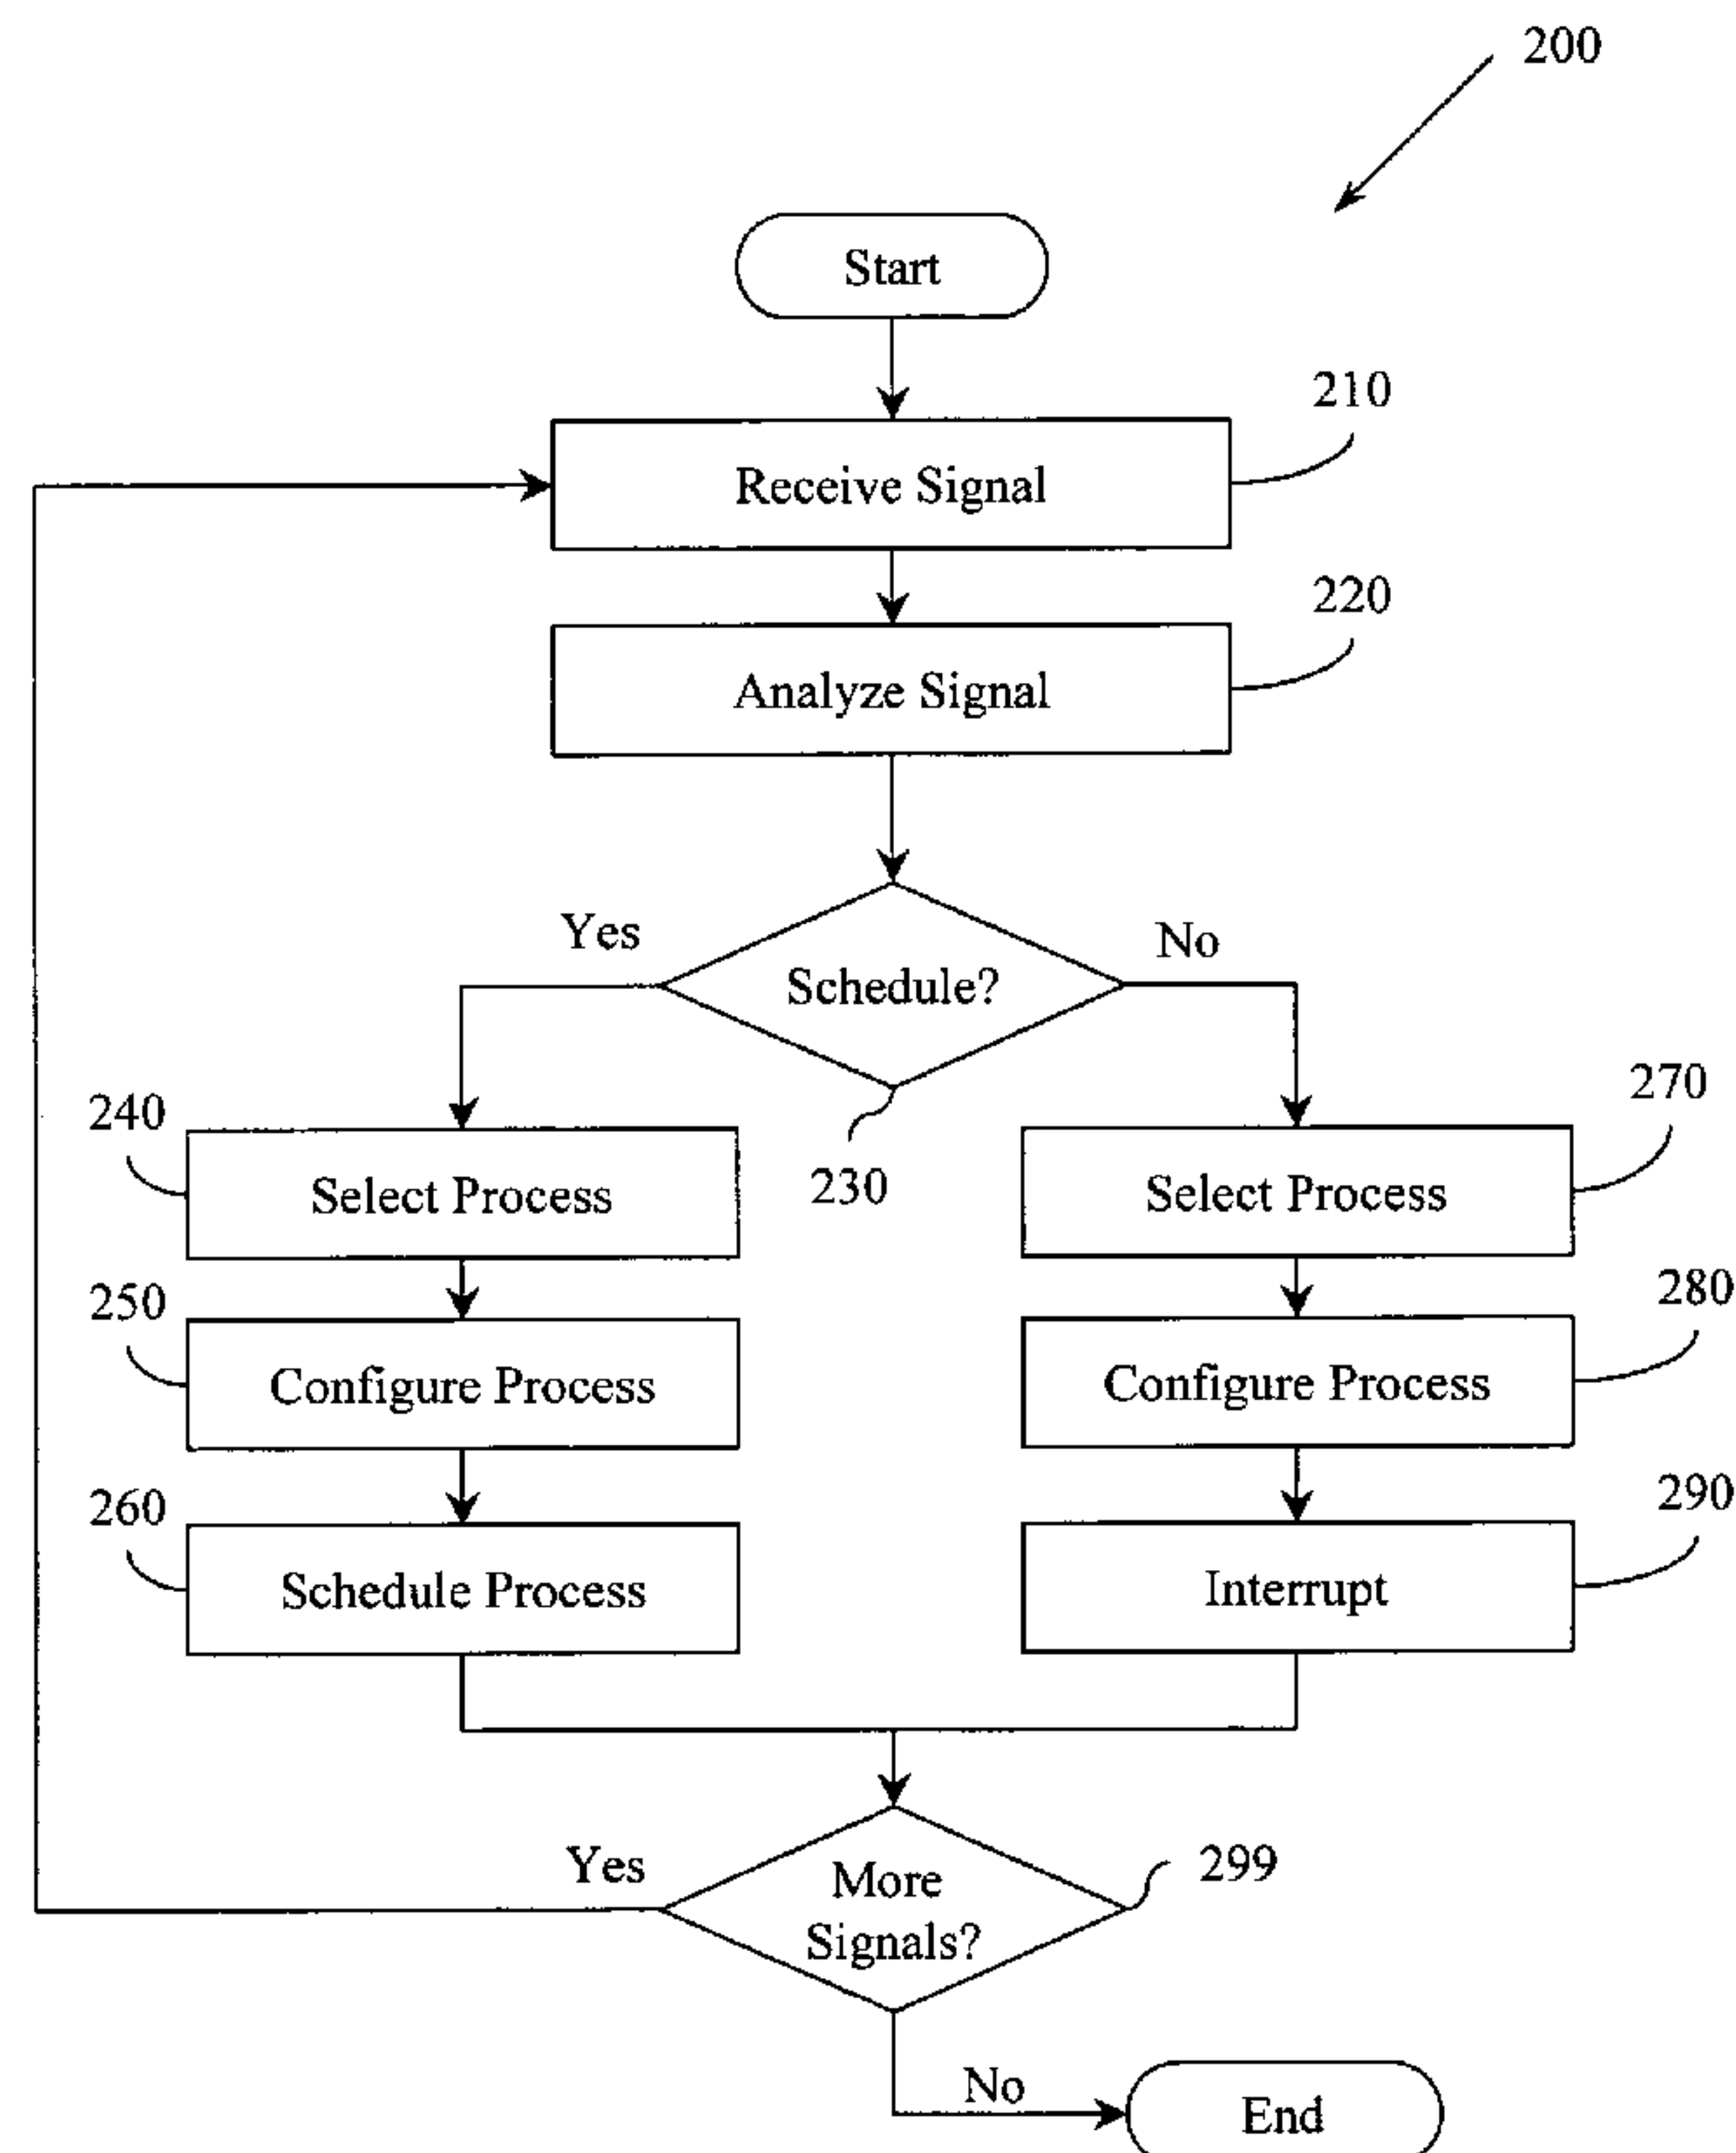 200
Start
210
Receive Signal
220
Analyze Signal
Yes
No
Schedule?
240
270
230
Select Process
Select Process
250
280
Configure Process
Configure Process
260
290
Schedule Process
Interrupt
Yes
More
Signals?
299
No
End